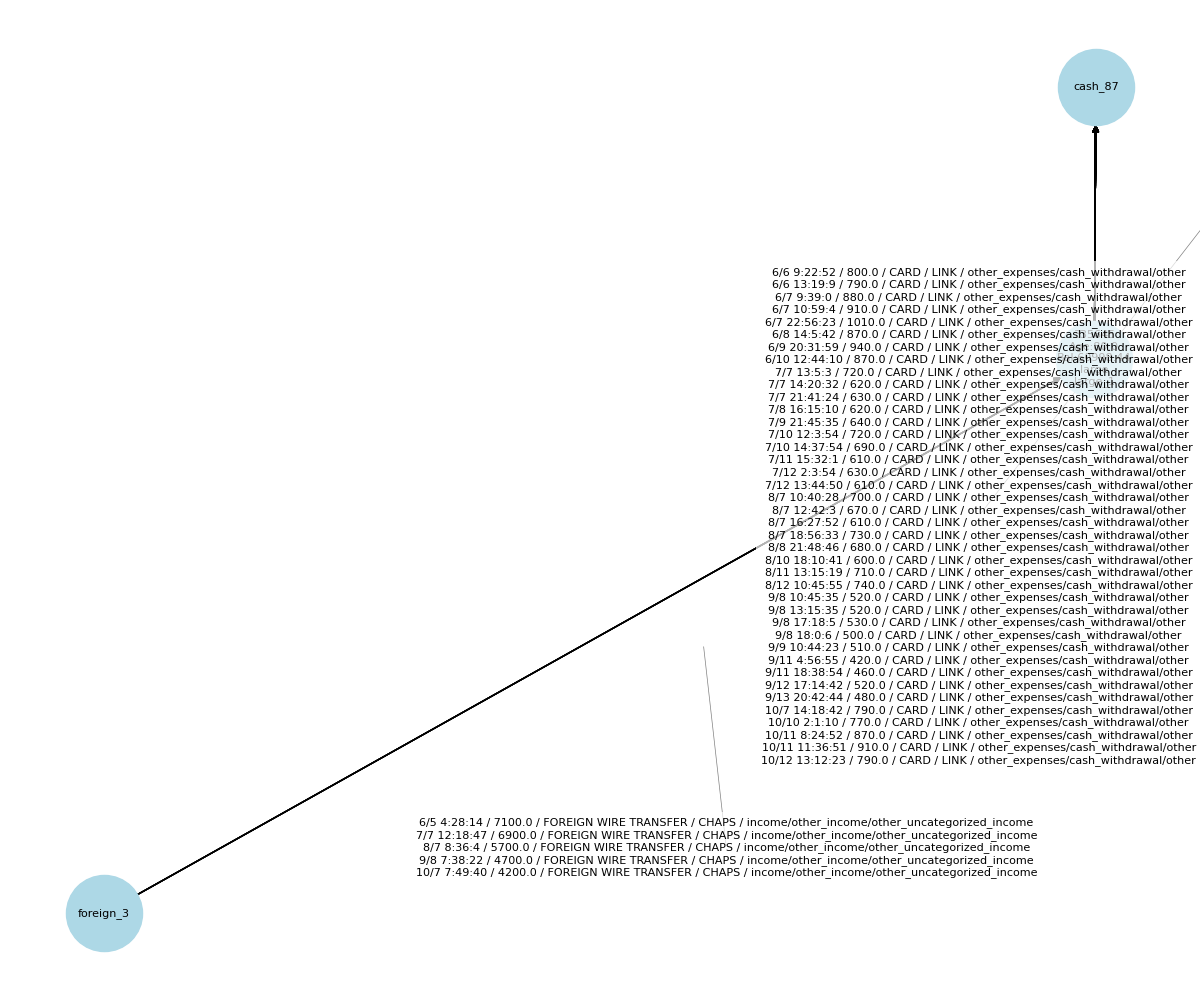 cash_87
6/6 9:22:52 / 800.0 / CARD / LINK / other_expenses/cash_withdrawal/other
6/6 13:19:9 / 790.0 / CARD / LINK / other_expenses/cash_withdrawal/other
6/7 9:39:0 / 880.0 / CARD / LINK / other_expenses/cash_withdrawal/other
6/7 10:59:4 / 910.0 / CARD / LINK / other_expenses/cash_withdrawal/other
6/7 22:56:23 / 1010.0 / CARD / LINK / other_expenses/cash_withdrawal/other
6/8 14:5:42 / 870.0 / CARD / LINK / other_expenses/cash_withdrawal/other
6/9 20:31:59 / 940.0 / CARD / LINK / other_expenses/cash_withdrawal/other
6/10 12:44:10 / 870.0 / CARD / LINK / other_expenses/cash_withdrawal/other
7/7 13:5:3 / 720.0 / CARD / LINK / other_expenses/cash_withdrawal/other
7/7 14:20:32 / 620.0 / CARD / LINK / other_expenses/cash_withdrawal/other
7/7 21:41:24 / 630.0 / CARD / LINK / other_expenses/cash_withdrawal/other
7/8 16:15:10 / 620.0 / CARD / LINK / other_expenses/cash_withdrawal/other
7/9 21:45:35 / 640.0 / CARD / LINK / other_expenses/cash_withdrawal/other
7/10 12:3:54 / 720.0 / CARD / LINK / other_expenses/cash_withdrawal/other
7/10 14:37:54 / 690.0 / CARD / LINK / other_expenses/cash_withdrawal/other
7/11 15:32:1 / 610.0 / CARD / LINK / other_expenses/cash_withdrawal/other
7/12 2:3:54 / 630.0 / CARD / LINK / other_expenses/cash_withdrawal/other
7/12 13:44:50 / 610.0 / CARD / LINK / other_expenses/cash_withdrawal/other
8/7 10:40:28 / 700.0 / CARD / LINK / other_expenses/cash_withdrawal/other
8/7 12:42:3 / 670.0 / CARD / LINK / other_expenses/cash_withdrawal/other
8/7 16:27:52 / 610.0 / CARD / LINK / other_expenses/cash_withdrawal/other
8/7 18:56:33 / 730.0 / CARD / LINK / other_expenses/cash_withdrawal/other
8/8 21:48:46 / 680.0 / CARD / LINK / other_expenses/cash_withdrawal/other
8/10 18:10:41 / 600.0 / CARD / LINK / other_expenses/cash_withdrawal/other
8/11 13:15:19 / 710.0 / CARD / LINK / other_expenses/cash_withdrawal/other
8/12 10:45:55 / 740.0 / CARD / LINK / other_expenses/cash_withdrawal/other
9/8 10:45:35 / 520.0 / CARD / LINK / other_expenses/cash_withdrawal/other
9/8 13:15:35 / 520.0 / CARD / LINK / other_expenses/cash_withdrawal/other
9/8 17:18:5 / 530.0 / CARD / LINK / other_expenses/cash_withdrawal/other
9/8 18:0:6 / 500.0 / CARD / LINK / other_expenses/cash_withdrawal/other
9/9 10:44:23 / 510.0 / CARD / LINK / other_expenses/cash_withdrawal/other
9/11 4:56:55 / 420.0 / CARD / LINK / other_expenses/cash_withdrawal/other
9/11 18:38:54 / 460.0 / CARD / LINK / other_expenses/cash_withdrawal/other
9/12 17:14:42 / 520.0 / CARD / LINK / other_expenses/cash_withdrawal/other
9/13 20:42:44 / 480.0 / CARD / LINK / other_expenses/cash_withdrawal/other
10/7 14:18:42 / 790.0 / CARD / LINK / other_expenses/cash_withdrawal/other
10/10 2:1:10 / 770.0 / CARD / LINK / other_expenses/cash_withdrawal/other
10/11 8:24:52 / 870.0 / CARD / LINK / other_expenses/cash_withdrawal/other
10/11 11:36:51 / 910.0 / CARD / LINK / other_expenses/cash_withdrawal/other
10/12 13:12:23 / 790.0 / CARD / LINK / other_expenses/cash_withdrawal/other
6/5 4:28:14 / 7100.0 / FOREIGN WIRE TRANSFER / CHAPS / income/other_income/other_uncategorized_income
7/7 12:18:47 / 6900.0 / FOREIGN WIRE TRANSFER / CHAPS / income/other_income/other_uncategorized_income
8/7 8:36:4 / 5700.0 / FOREIGN WIRE TRANSFER / CHAPS / income/other_income/other_uncategorized_income
9/8 7:38:22 / 4700.0 / FOREIGN WIRE TRANSFER / CHAPS / income/other_income/other_uncategorized_income
10/7 7:49:40 / 4200.0 / FOREIGN WIRE TRANSFER / CHAPS / income/other_income/other_uncategorized_income
foreign_3